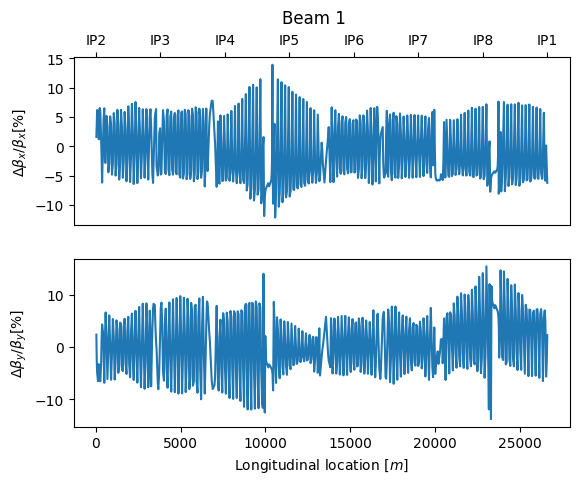 Beam 1
IP2 IP3 IP4 IP5 IP6 IP7 IP8 IP1
15
10
5
0
−5
−10
Δβx/βx[%]
10
0
−10
Δβy/βy[%]
0 5000 10000 15000 20000 25000
Longitudinal location [m]